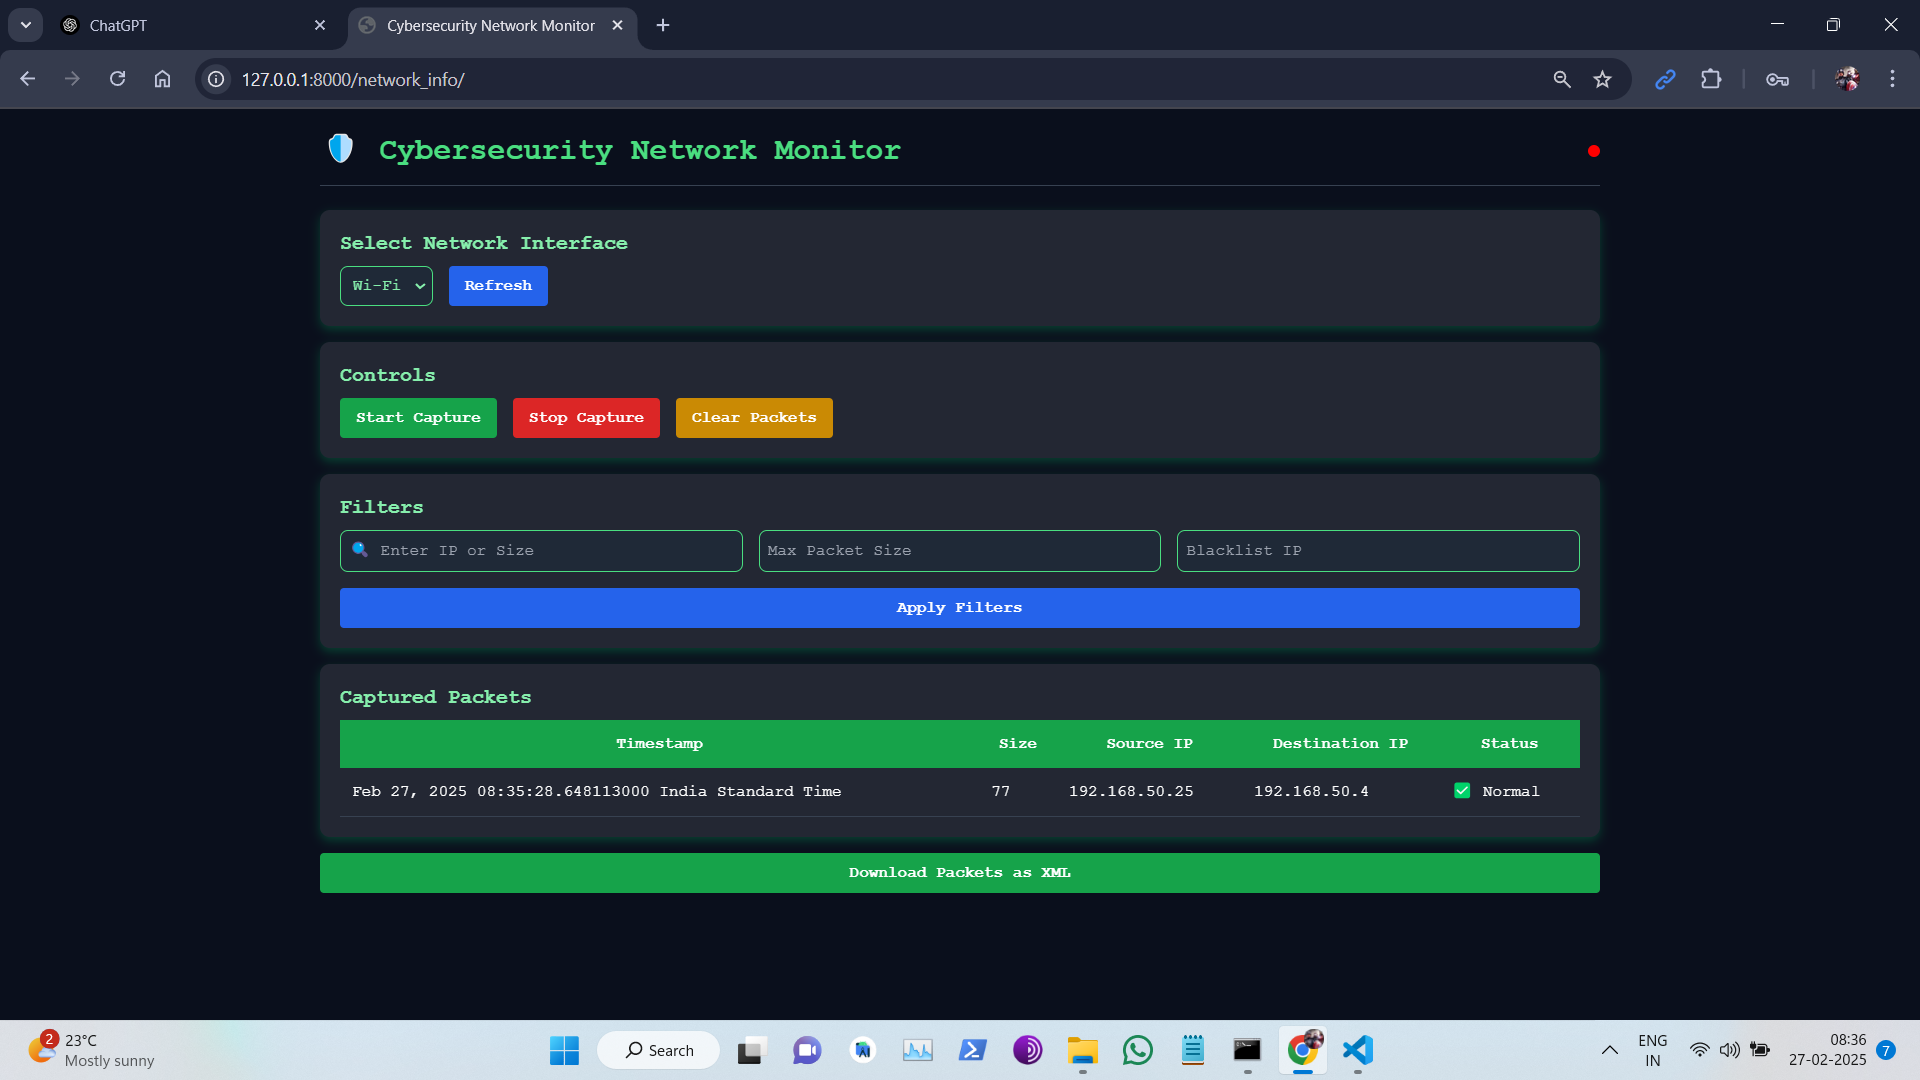 ChatGPT
Cybersecurity Network Monitor
127.0.0.1:8000/network_info/
Cybersecurity Network Monitor
Select Network Interface
Wi-Fi
Refresh
Controls
Start Capture
Stop Capture
Clear Packets
Filters
Enter IP or Size
Max Packet Size
Blacklist IP
Apply Filters
Captured Packets
Timestamp Size Source IP Destination IP Status
Feb 27, 2025 08:35:28.648113000 India Standard Time 77 192.168.50.25 192.168.50.4 Normal
Download Packets as XML
2
23°C
Mostly sunny
Search
ENG
IN
08:36
27-02-2025
7